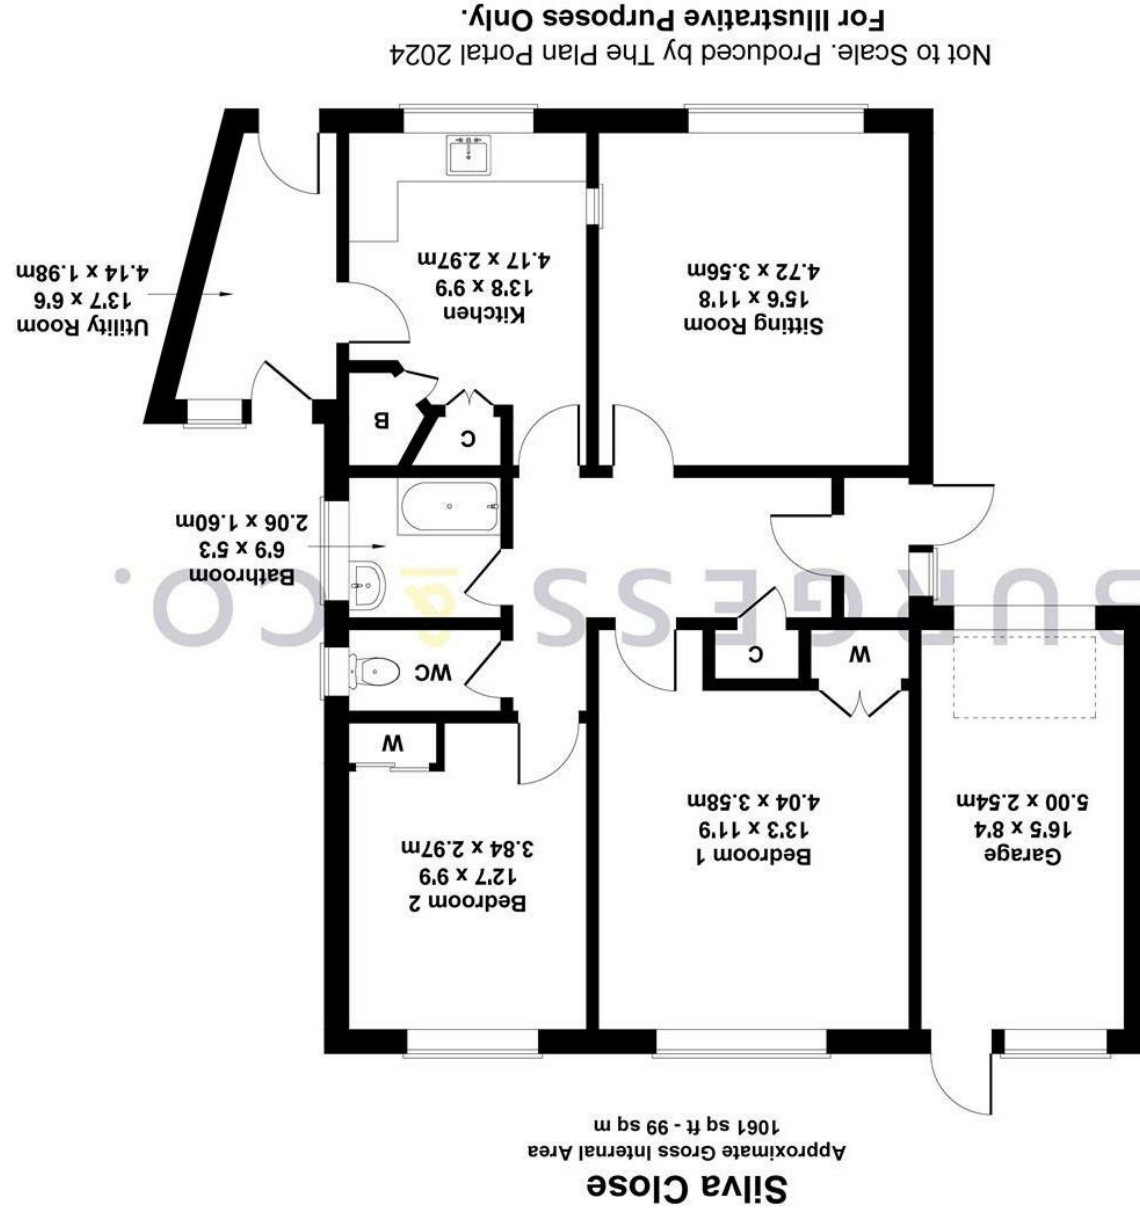 Silva Close
Approximate Gross Internal Area
1061 sq ft - 99 sq m
Garage
16'5 x 8'4
5.00 x 2.54m
Bedroom 1
13'3 x 11'9
4.04 x 3.58m
Bedroom 2
12'7 x 9'9
3.84 x 2.97m
W
W
C
WC
BURGESS & CO.
Bathroom
6'9 x 5'3
2.06 x 1.60m
C
B
Sitting Room
15'6 x 11'8
4.72 x 3.56m
Kitchen
13'8 x 9'9
4.17 x 2.97m
Utility Room
13'7 x 6'6
4.14 x 1.98m
Not to Scale. Produced by The Plan Portal 2024
For Illustrative Purposes Only.